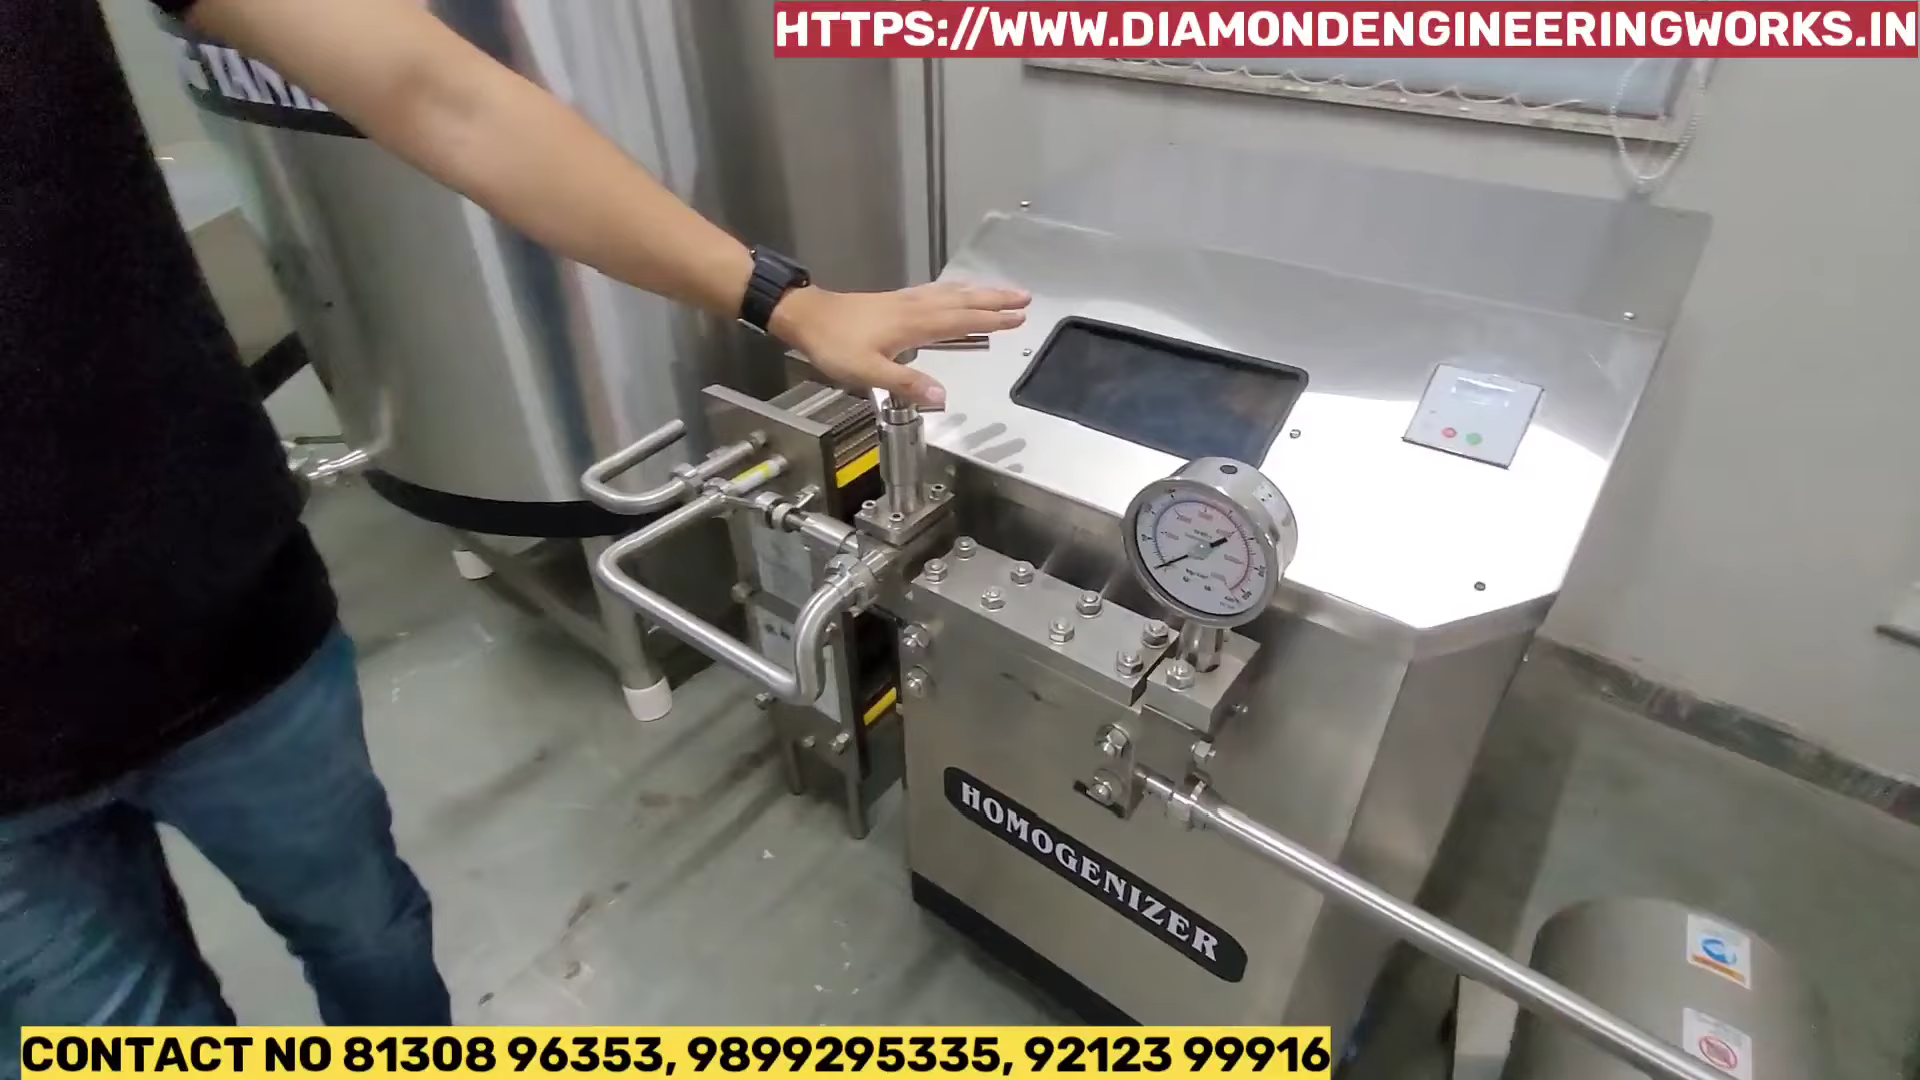 HTTPS://WWW.DIAMONDENGINEERINGWORKS.IN
HOMOGENIZER
CONTACT NO 81308 96353, 9899295335, 92123 99916